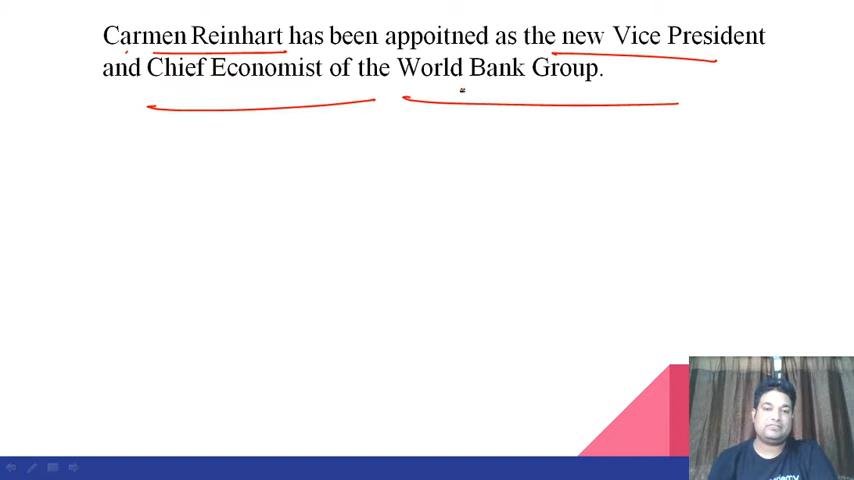 Carmen Reinhart has been appoitned as the new Vice President
and Chief Economist of the World Bank Group.